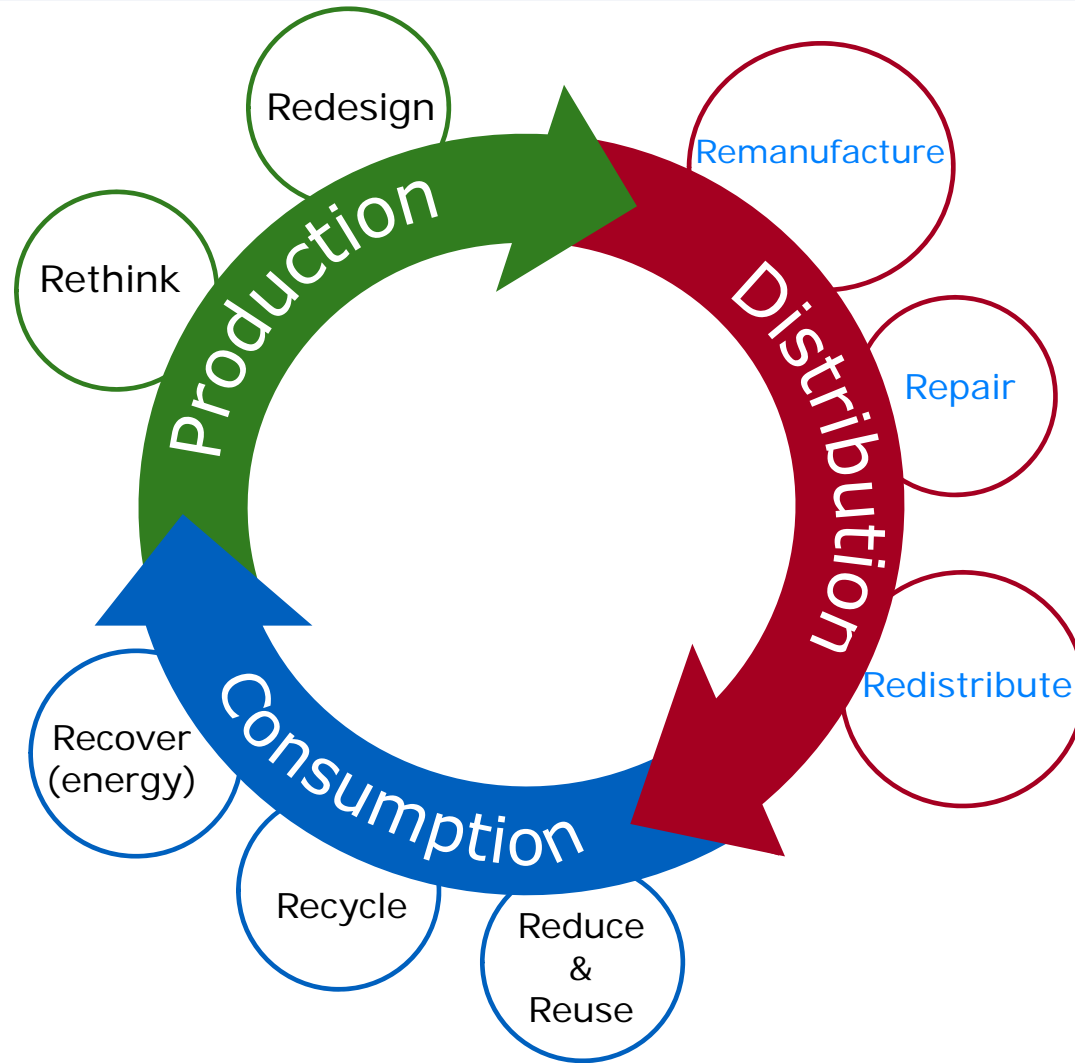 Redesign
Remanufacture
Rethink
Production
Distribution
Repair
Redistribute
Consumption
Recover
(energy)
Recycle
Reduce
&
Reuse